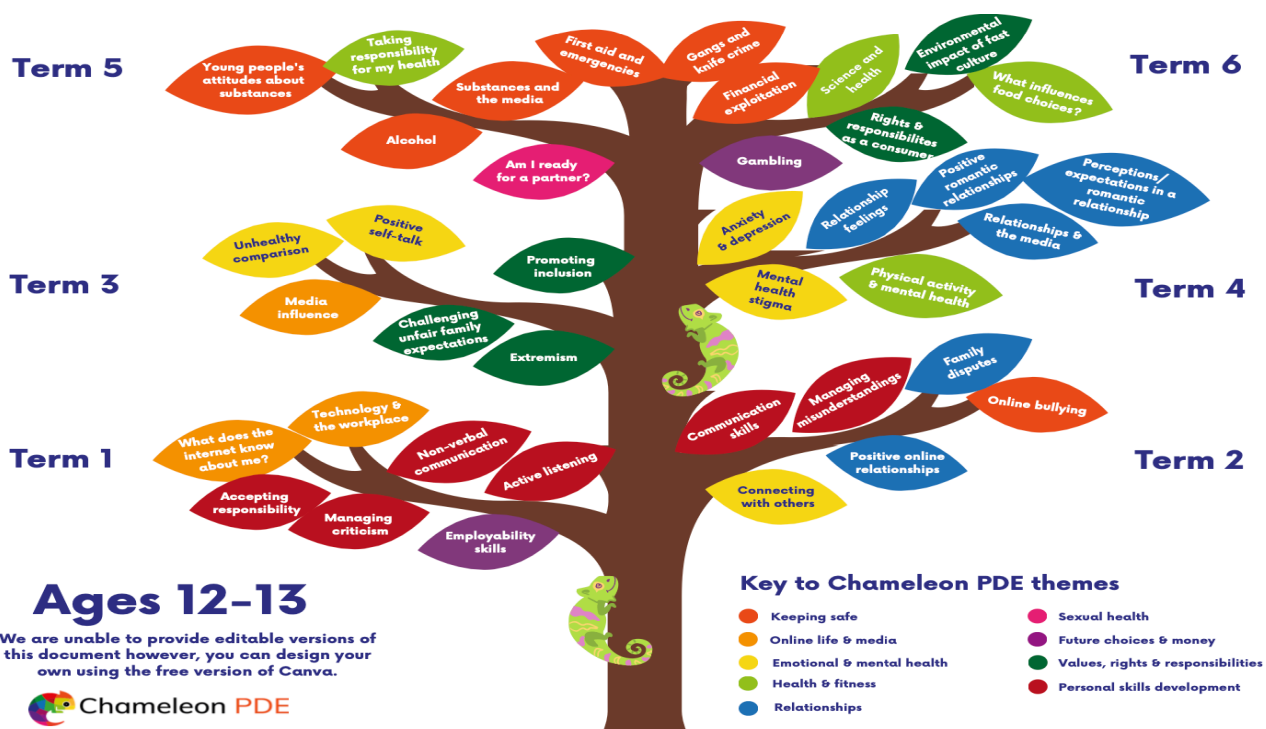 Term 5
Young people's
attitudes about
substances
Taking
responsibility
for my health
Substances and
the media
First aid and
emergencies
Alcohol
Am I ready
for a partner?
Gangs and
knife crime
Financial
exploitation
Science and
health
Environmental
impact of fast
culture
What influences
food choices?
Rights &
responsibilites
as a consumer
Gambling
Term 6
Term 3
Unhealthy
comparison
Positive
self-talk
Media
influence
Promoting
inclusion
Challenging
unfair family
expectations
Extremism
Anxiety
& depression
Relationship
feelings
Positive
romantic
relationships
Perceptions/
expectations in a
romantic
relationship
Relationships &
the media
Mental
health
stigma
Physical activity
& mental health
Term 4
Term 1
What does the
internet know
about me?
Technology &
the workplace
Non-verbal
communication
Active listening
Accepting
responsibility
Managing
criticism
Employability
skills
Communication
skills
Managing
misunderstandings
Family
disputes
Online bullying
Positive online
relationships
Connecting
with others
Term 2
Ages 12-13
We are unable to provide editable versions of
this document however, you can design your
own using the free version of Canva.
Chameleon PDE
Key to Chameleon PDE themes
Keeping safe
Online life & media
Emotional & mental health
Health & fitness
Relationships
Sexual health
Future choices & money
Values, rights & responsibilities
Personal skills development